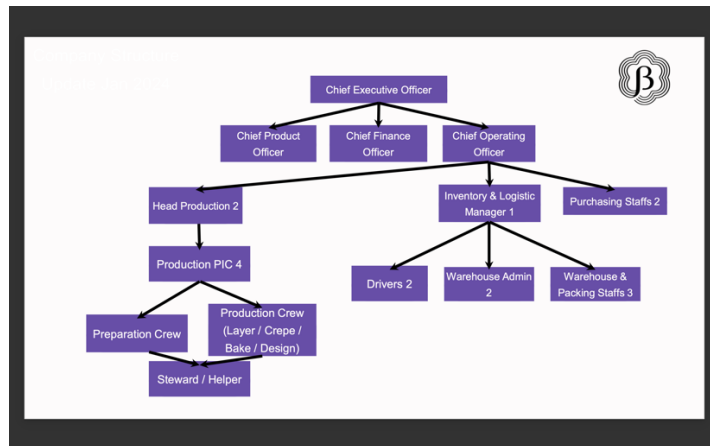 Chief Executive Officer
Chief Product
Officer
Chief Finance
Officer
Chief Operating
Officer
Head Production 2
Inventory & Logistic
Manager 1
Purchasing Staffs 2
Production PIC 4
Drivers 2
Warehouse Admin
2
Warehouse &
Packing Staffs 3
Preparation Crew
Production Crew
(Layer / Crepe /
Bake / Design)
Steward / Helper
β